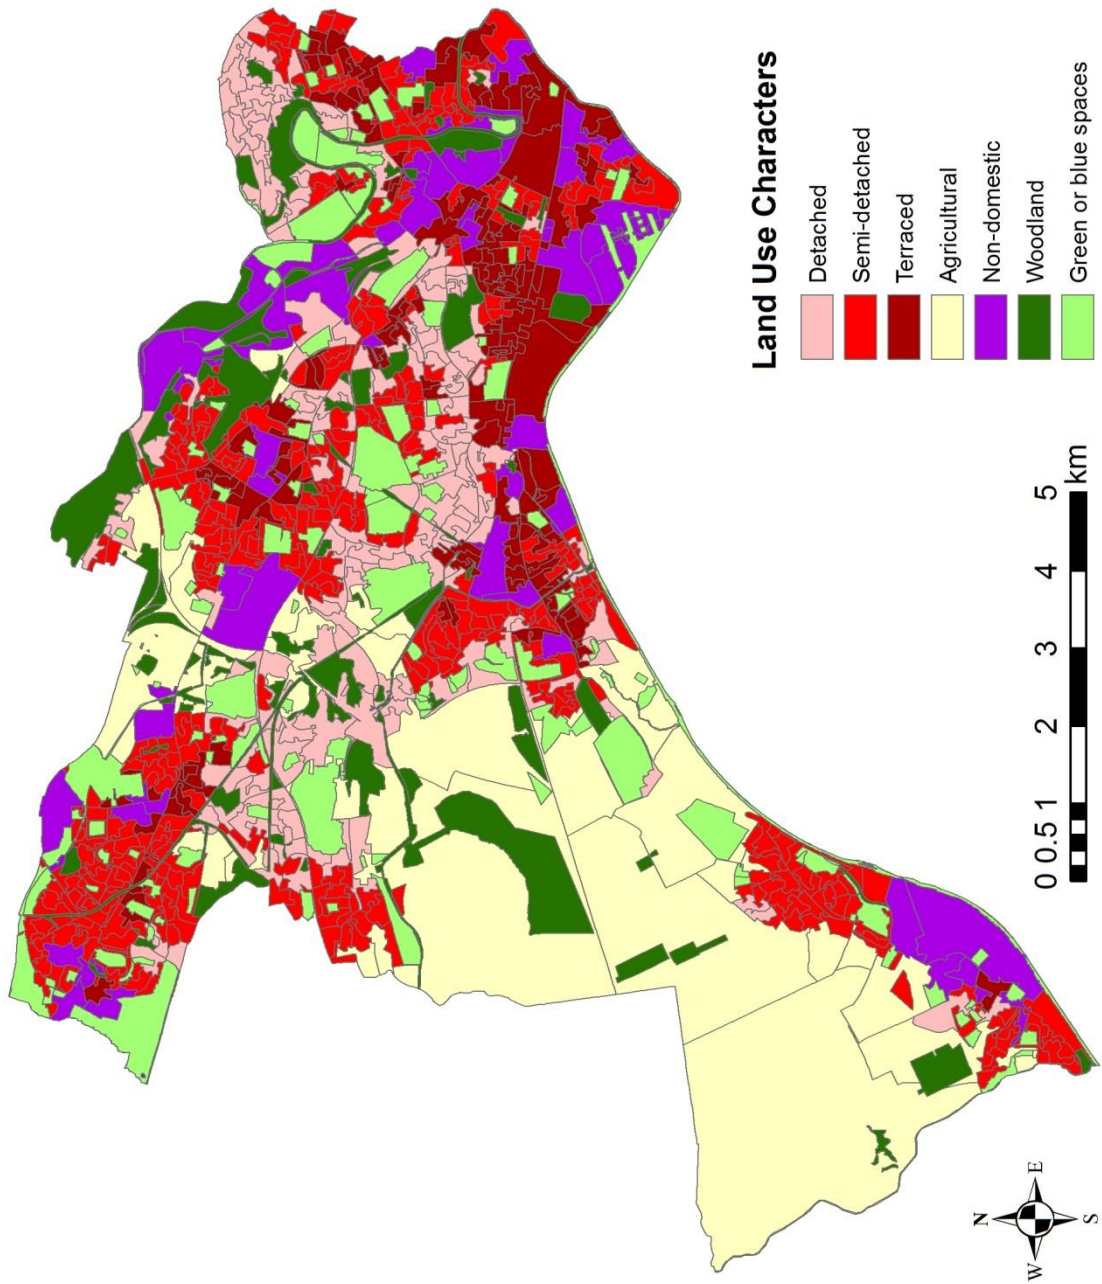 Land Use Characters
Detached
Semi-detached
Terraced
Agricultural
Non-domestic
Woodland
Green or blue spaces
0 0.5 1 2 3 4 5
km
N
W E
S